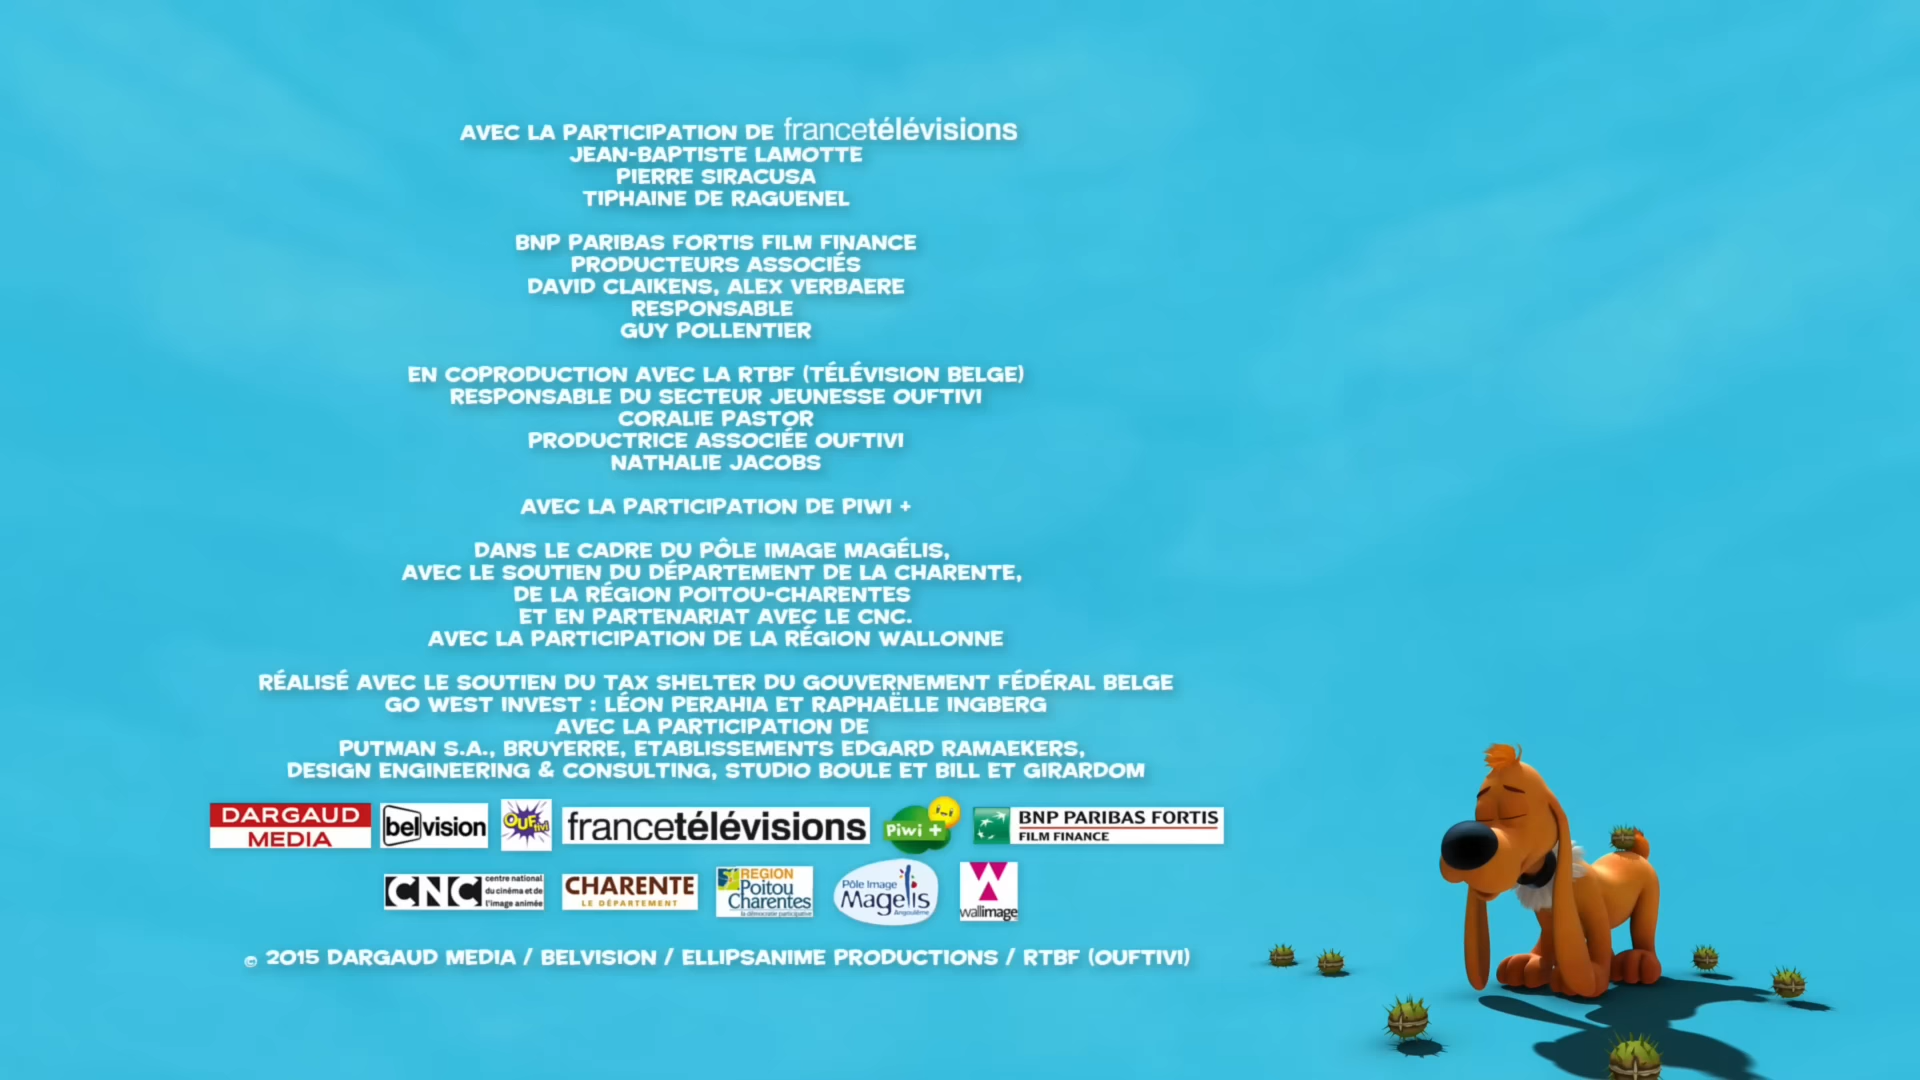 AVEC LA PARTICIPATION DE francetélévisions
JEAN-BAPTISTE LAMOTTE
PIERRE SIRACUSA
TIPHAINE DE RAGUENEL
BNP PARIBAS FORTIS FILM FINANCE
PRODUCTEURS ASSOCIÉS
DAVID CLAIKENS, ALEX VERBAERE
RESPONSABLE
GUY POLLENTIER
EN COPRODUCTION AVEC LA RTBF (TÉLÉVISION BELGE)
RESPONSABLE DU SECTEUR JEUNESSE OUFTIVI
CORALIE PASTOR
PRODUCTRICE ASSOCIÉE OUFTIVI
NATHALIE JACOBS
AVEC LA PARTICIPATION DE PIWI +
DANS LE CADRE DU PÔLE IMAGE MAGÉLIS,
AVEC LE SOUTIEN DU DÉPARTEMENT DE LA CHARENTE,
DE LA RÉGION POITOU-CHARENTES
ET EN PARTENARIAT AVEC LE CNC.
AVEC LA PARTICIPATION DE LA RÉGION WALLONNE
RÉALISÉ AVEC LE SOUTIEN DU TAX SHELTER DU GOUVERNEMENT FÉDÉRAL BELGE
GO WEST INVEST : LÉON PERAHIA ET RAPHAËLLE INGBERG
AVEC LA PARTICIPATION DE
PUTMAN S.A., BRUYERRE, ETABLISSEMENTS EDGARD RAMAEKERS,
DESIGN ENGINEERING & CONSULTING, STUDIO BOULE ET BILL ET GIRARDOM
DARGAUD
MEDIA
belvision
OUFtivi
francetélévisions
Piwi +
BNP PARIBAS FORTIS
FILM FINANCE
CNC
centre national
du cinéma et de
l'image animée
CHARENTE
LE DÉPARTEMENT
REGION
Poitou
Charentes
la démocratie participative
Pôle Image
Magelis
Angoulême
wallimage
© 2015 DARGAUD MEDIA / BELVISION / ELLIPSANIME PRODUCTIONS / RTBF (OUFTIVI)